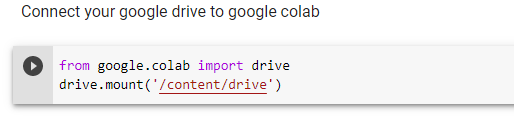 Connect your google drive to google colab
from google.colab import drive
drive.mount('/content/drive')